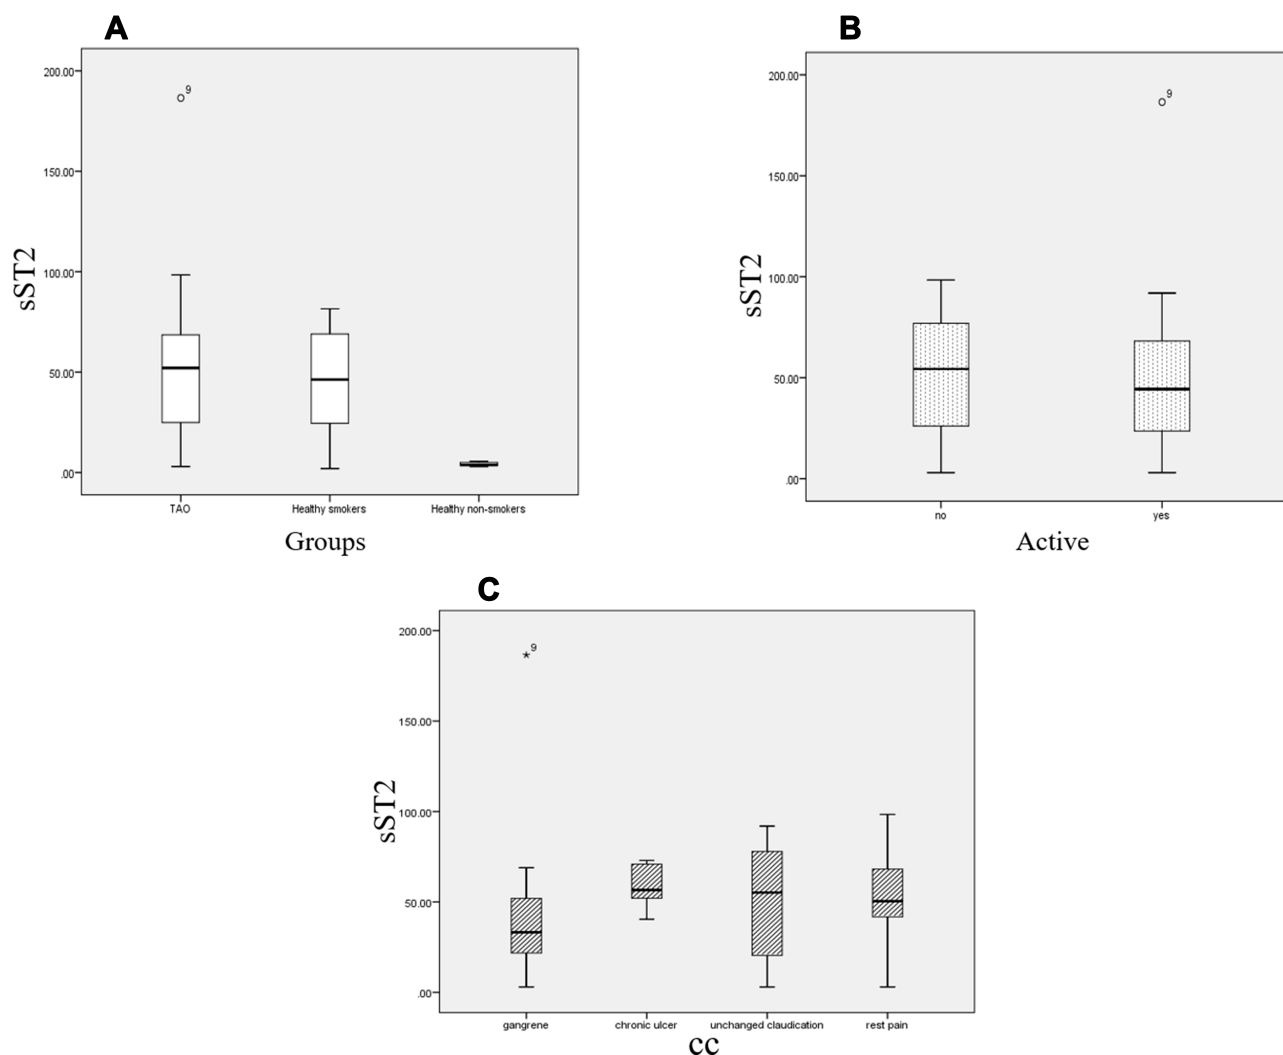 A
200.00
9
150.00
sST2
100.00
50.00
.00
TAO Healthy smokers Healthy non-smokers
Groups
B
200.00
9
150.00
sST2
100.00
50.00
.00
no yes
Active
C
200.00
9
150.00
sST2
100.00
50.00
.00
gangrene chronic ulcer unchanged claudication rest pain
cc